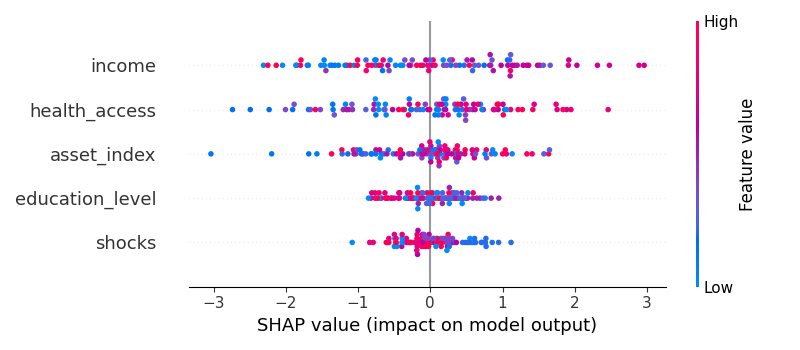 High
income
health_access
asset_index
education_level
shocks
Feature value
Low
−3 −2 −1 0 1 2 3
SHAP value (impact on model output)